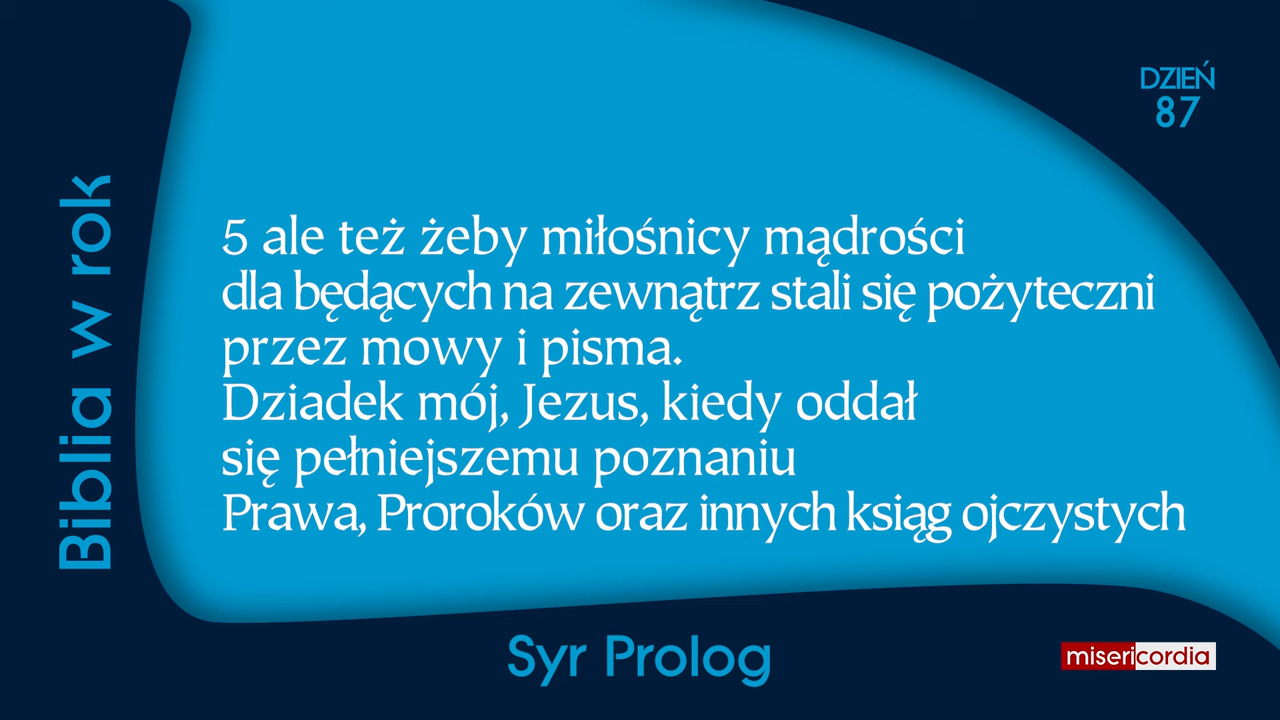 DZIEŃ
87
Biblia w rok
5 ale też żeby miłośnicy mądrości
dla będących na zewnątrz stali się pożyteczni
przez mowy i pisma.
Dziadek mój, Jezus, kiedy oddał
się pełniejszemu poznaniu
Prawa, Proroków oraz innych ksiąg ojczystych
Syr Prolog
misericordia